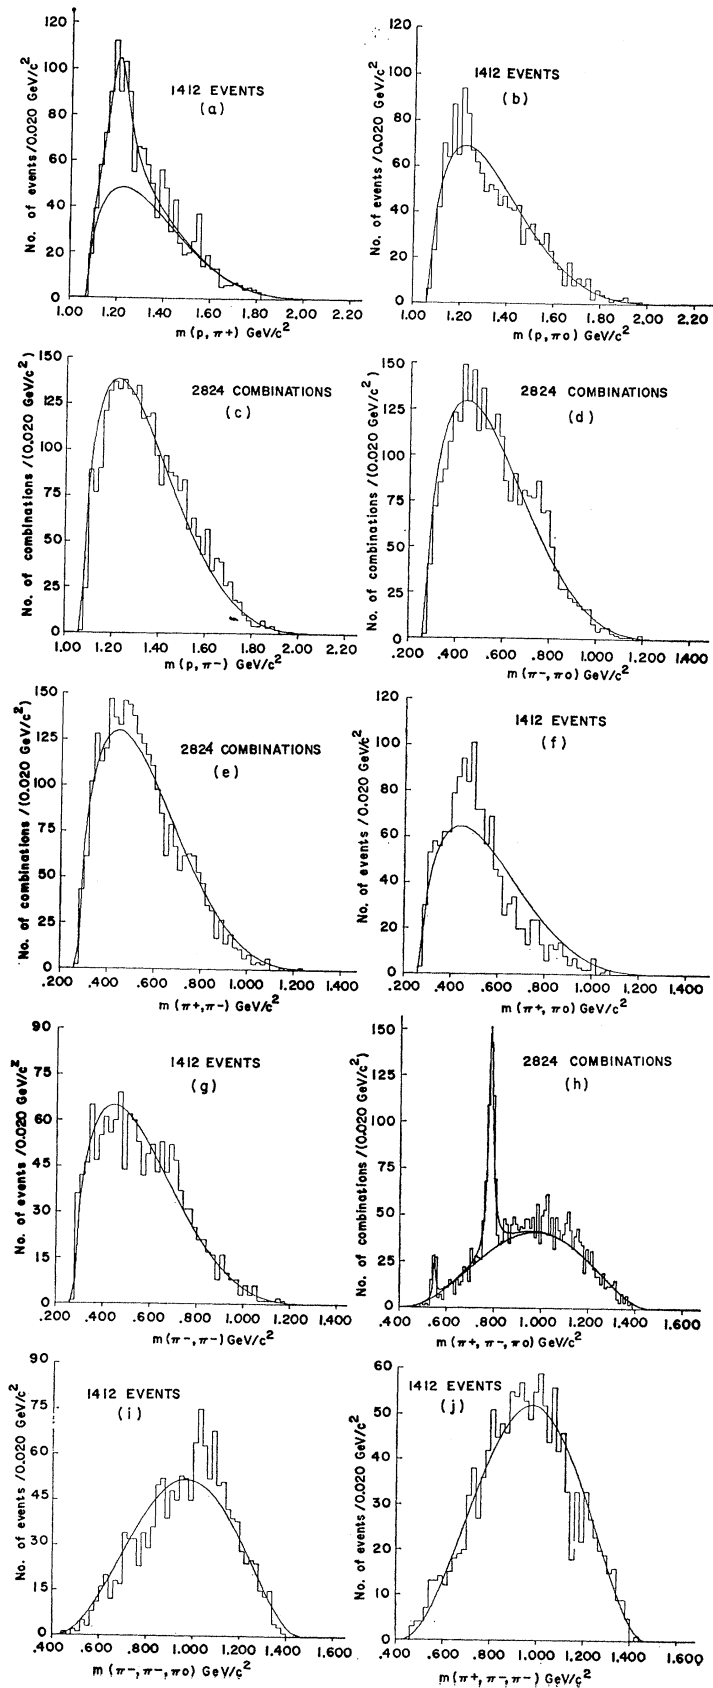 No. of events/0.020 GeV/c2
120
100
80
60
40
20
0
1412 EVENTS
(a)
1.00 1.20 1.40 1.60 1.80 2.00 2.20
m (p, π+) GeV/c2
No. of events /0.020 GeV/c2
120
100
80
60
40
20
0
1412 EVENTS
(b)
1.00 1.20 1.40 1.60 1.80 2.00 2.20
m (p, πo) GeV/c2
No. of combinations /(0.020 GeV/c2)
150
125
100
75
50
25
0
2824 COMBINATIONS
(c)
1.00 1.20 1.40 1.60 1.80 2.00 2.20
m (p, π-) GeV/c2
No. of combinations /(0.020 GeV/c2)
150
125
100
75
50
25
0
2824 COMBINATIONS
(d)
.200 .400 .600 .800 1.000 1.200 1.400
m (π-, πo) GeV/c2
No. of combinations /(0.020 GeV/c2)
150
125
100
75
50
25
0
2824 COMBINATIONS
(e)
.200 .400 .600 .800 1.000 1.200 1.400
m (π+, π-) GeV/c2
No. of events /0.020 GeV/c2
120
100
80
60
40
20
0
1412 EVENTS
(f)
.200 .400 .600 .800 1.000 1.200 1.400
m (π+, πo) GeV/c2
No. of events /0.020 GeV/c2
90
75
60
45
30
15
0
1412 EVENTS
(g)
.200 .400 .600 .800 1.000 1.200 1.400
m (π-, π-) GeV/c2
No. of combinations /(0.020 GeV/c2)
150
125
100
75
50
25
0
2824 COMBINATIONS
(h)
.400 .600 .800 1.000 1.200 1.400 1.600
m (π+, π-, πo) GeV/c2
No. of events /0.020 GeV/c2
90
75
60
45
30
15
0
1412 EVENTS
(i)
.400 .600 .800 1.000 1.200 1.400 1.600
m (π-, π-, πo) GeV/c2
No. of events /0.020 GeV/c2
60
50
40
30
20
10
0
1412 EVENTS
(j)
.400 .600 .800 1.000 1.200 1.400 1.600
m (π+, π-, π-) GeV/c2